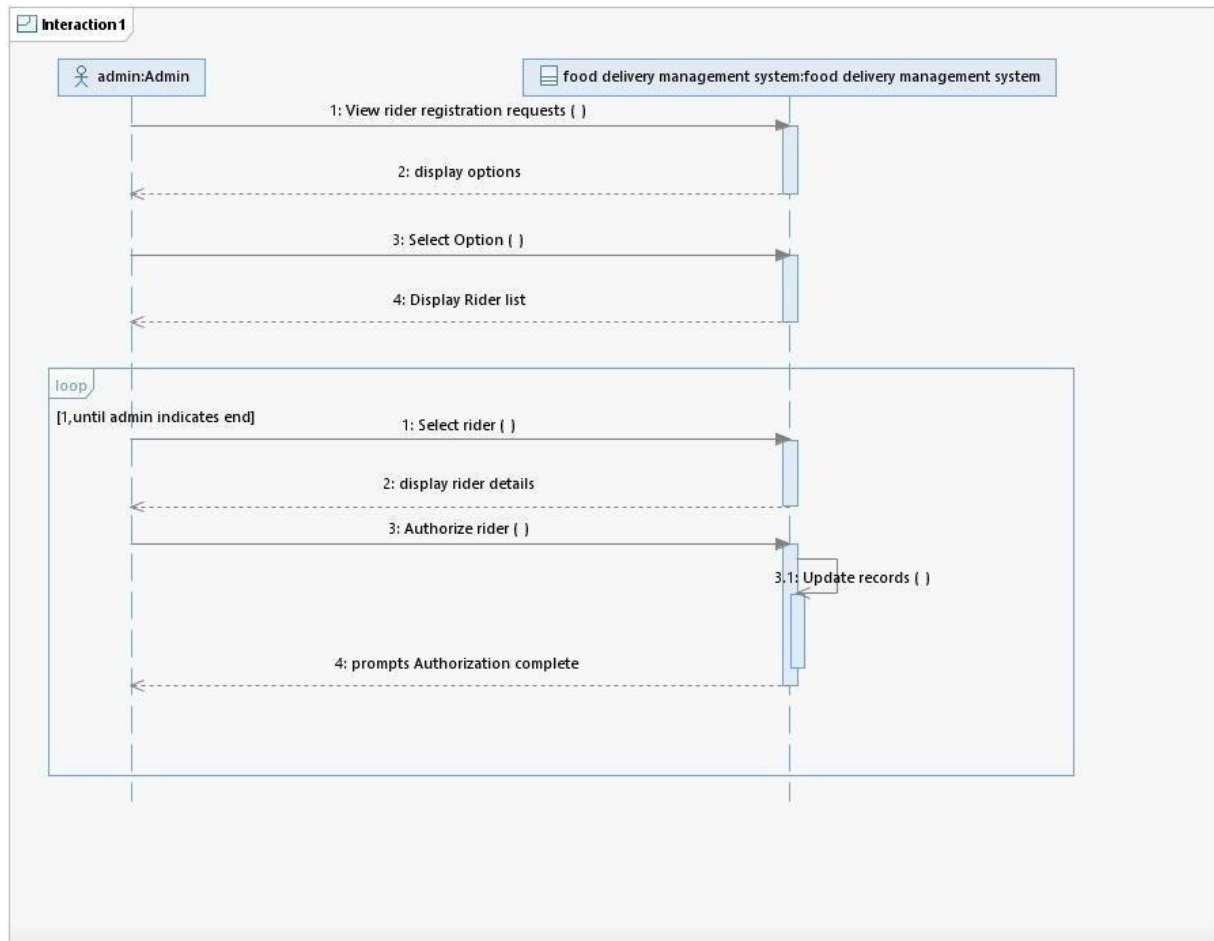 Interaction1
admin:Admin
food delivery management system:food delivery management system
1: View rider registration requests ( )
2: display options
3: Select Option ( )
4: Display Rider list
loop
[1,until admin indicates end]
1: Select rider ( )
2: display rider details
3: Authorize rider ( )
3.1: Update records ( )
4: prompts Authorization complete